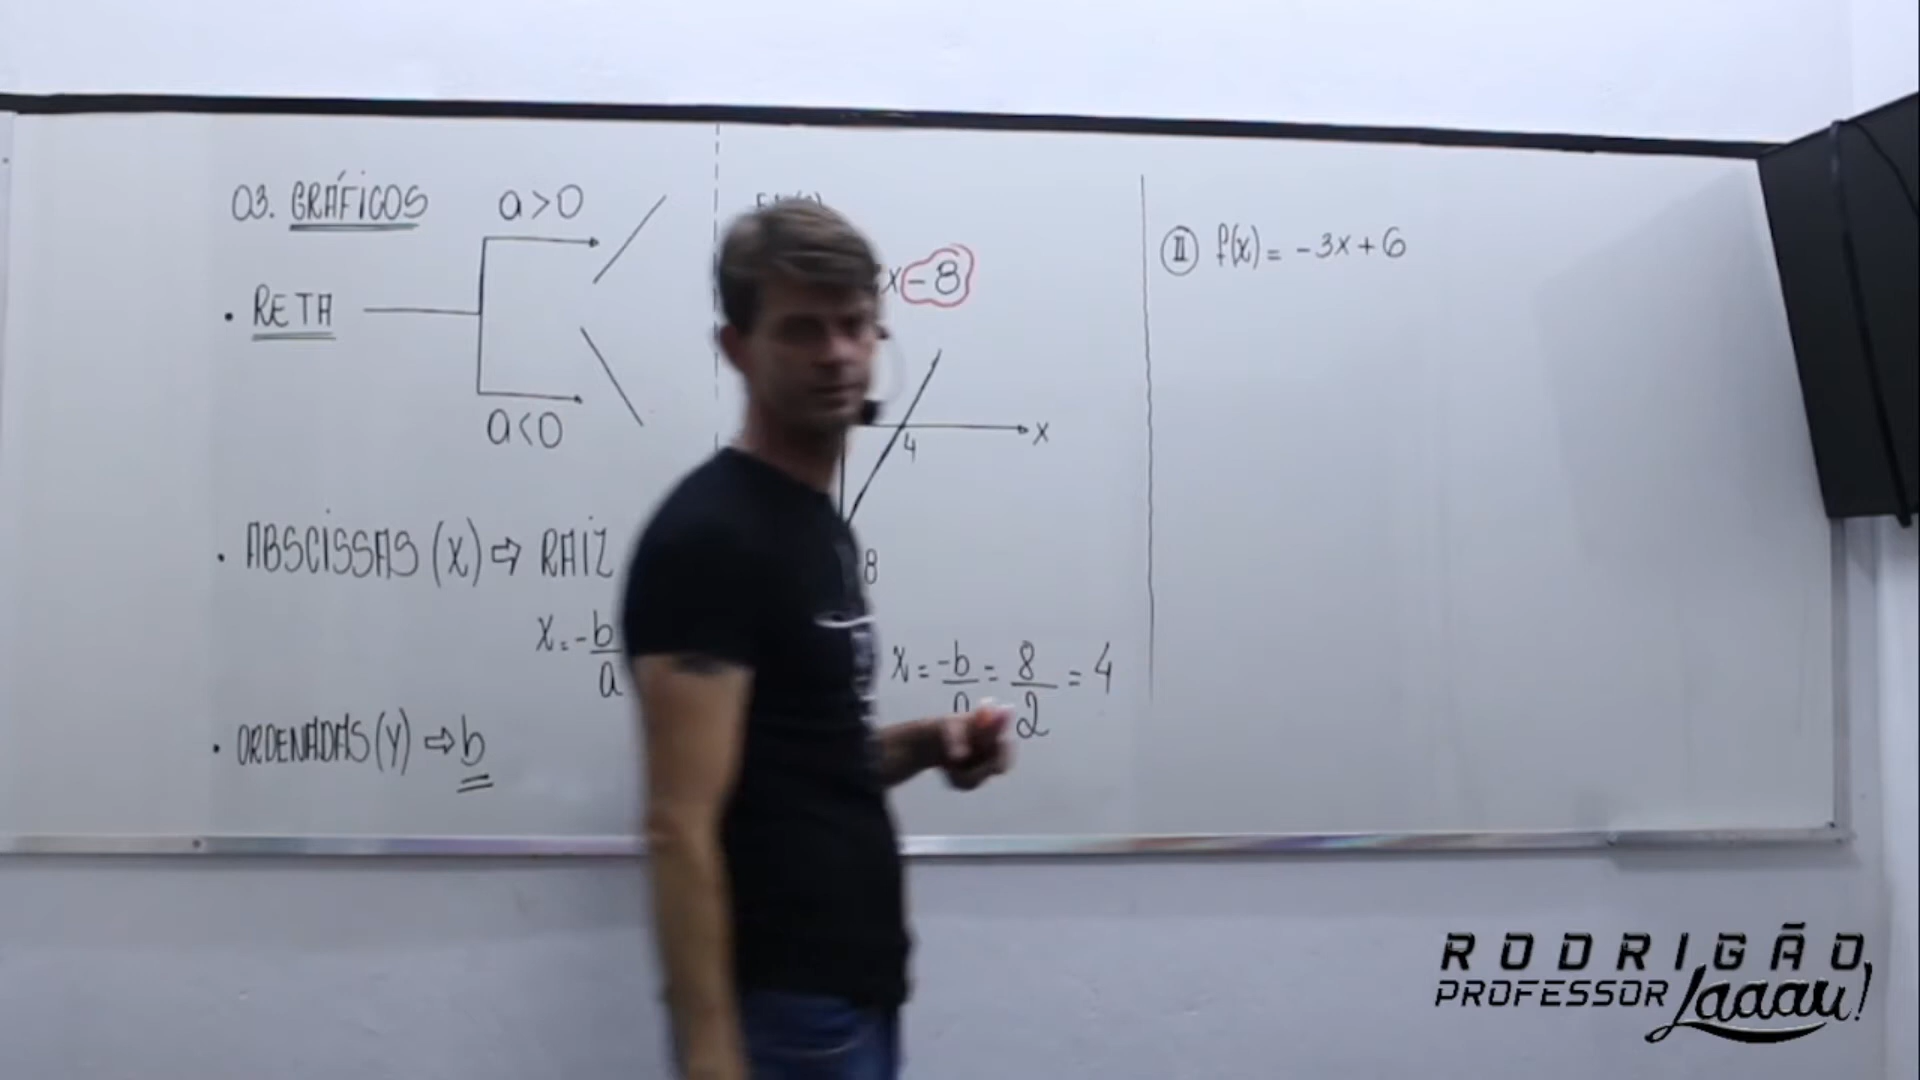 03. GRÁFICOS
a>0
. RETA
a<0
. ABSCISSAS (X) ⇨ RAIZ
x = -b/a
. ORDENADAS (Y) ⇨ b
x - 8
4
x
8
x = -b/a = 8/2 = 4
II f(x) = -3x+6
RODRIGÃO
PROFESSOR Laaau!